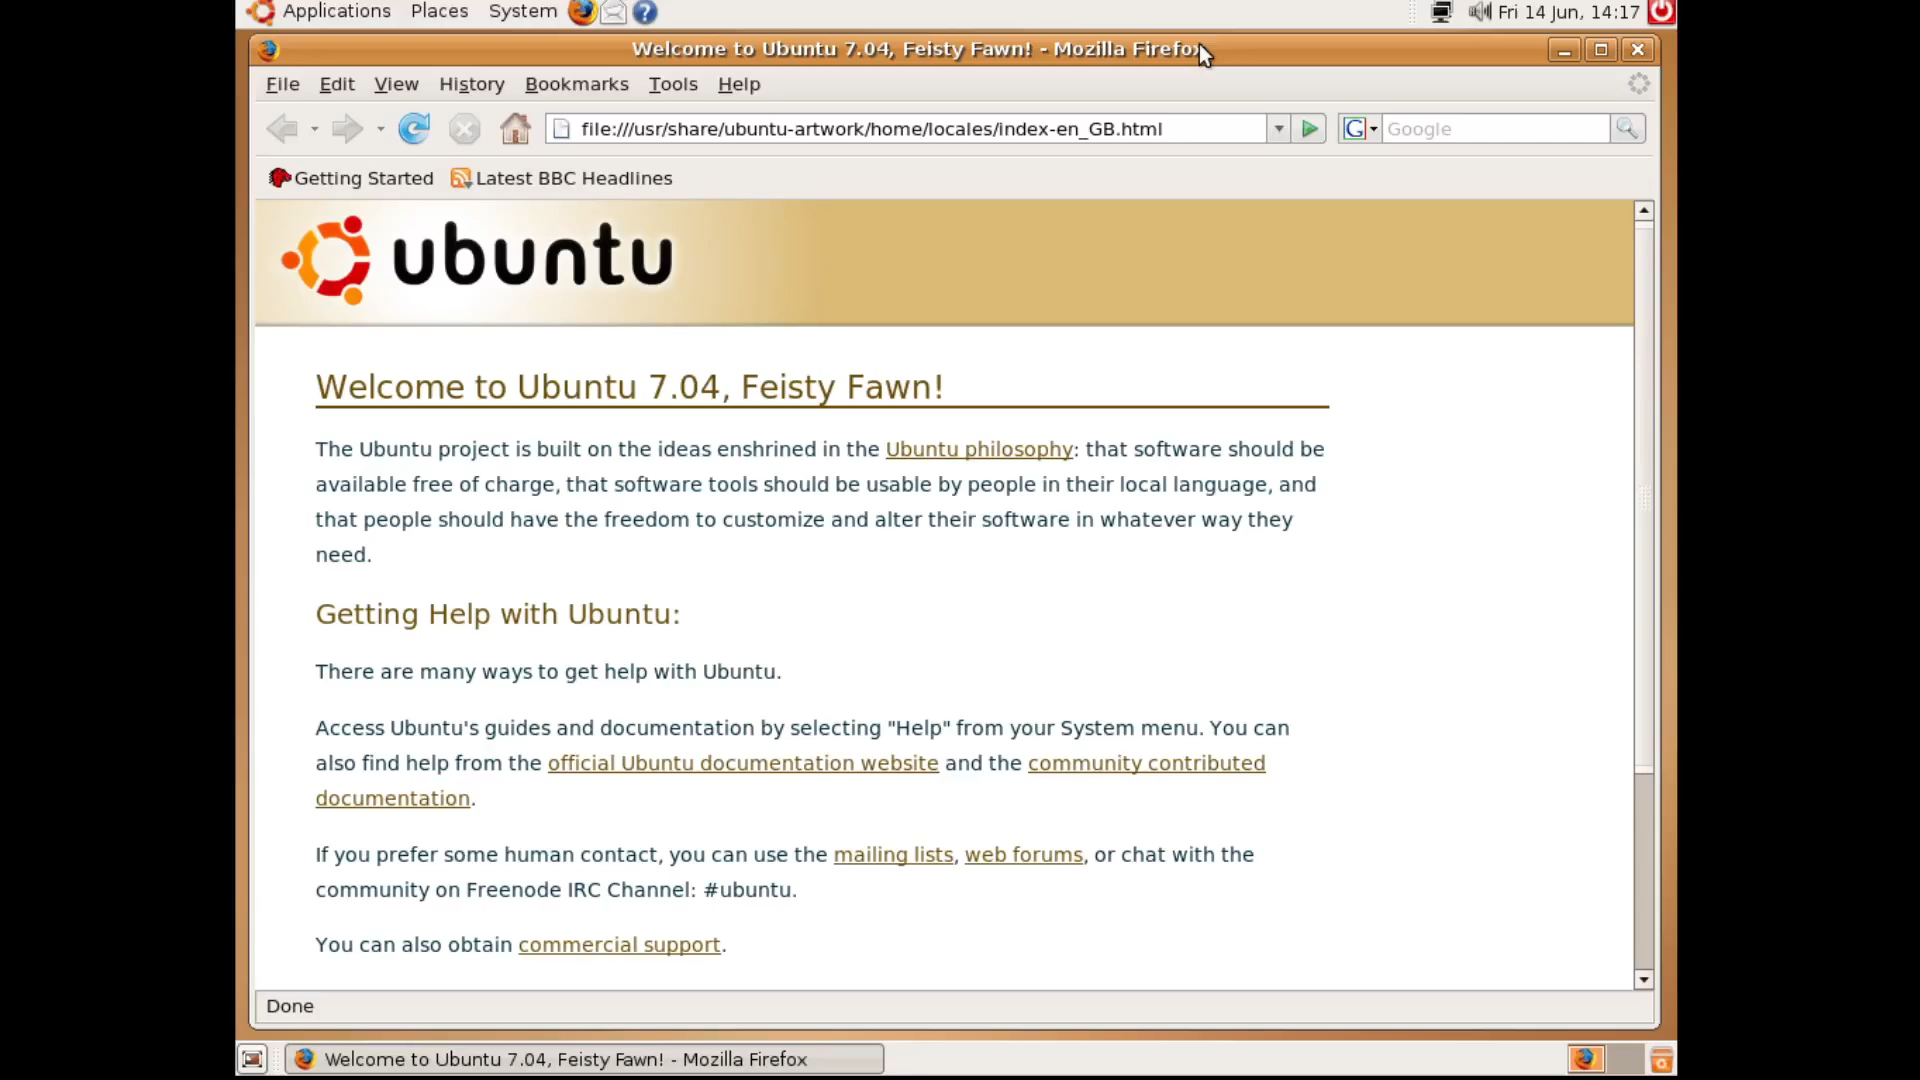 Applications Places System Fri 14 Jun, 14:17
Welcome to Ubuntu 7.04, Feisty Fawn! - Mozilla Firefox
File Edit View History Bookmarks Tools Help
file:///usr/share/ubuntu-artwork/home/locales/index-en_GB.html G Google
Getting Started Latest BBC Headlines
ubuntu
Welcome to Ubuntu 7.04, Feisty Fawn!
The Ubuntu project is built on the ideas enshrined in the Ubuntu philosophy: that software should be
available free of charge, that software tools should be usable by people in their local language, and
that people should have the freedom to customize and alter their software in whatever way they
need.
Getting Help with Ubuntu:
There are many ways to get help with Ubuntu.
Access Ubuntu's guides and documentation by selecting "Help" from your System menu. You can
also find help from the official Ubuntu documentation website and the community contributed
documentation.
If you prefer some human contact, you can use the mailing lists, web forums, or chat with the
community on Freenode IRC Channel: #ubuntu.
You can also obtain commercial support.
Done
Welcome to Ubuntu 7.04, Feisty Fawn! - Mozilla Firefox